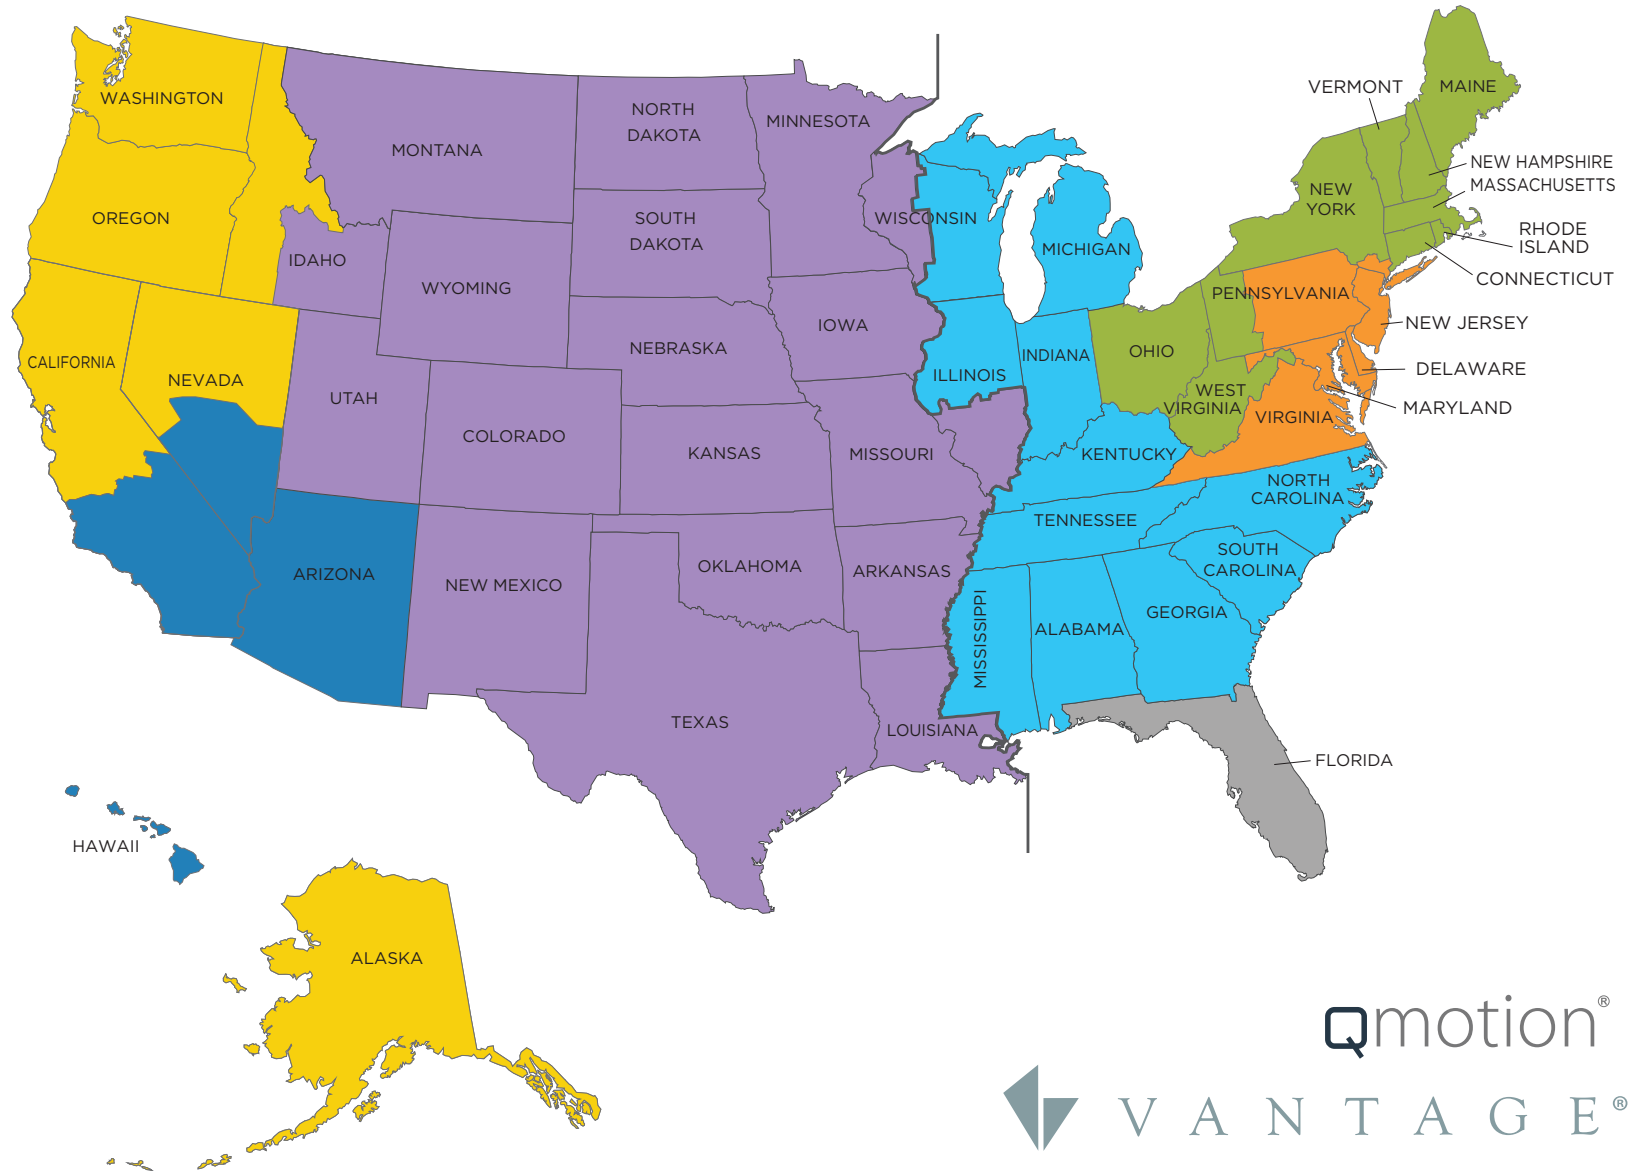 WASHINGTON
OREGON
CALIFORNIA
NEVADA
IDAHO
MONTANA
WYOMING
UTAH
COLORADO
ARIZONA
NEW MEXICO
NORTH
DAKOTA
SOUTH
DAKOTA
NEBRASKA
KANSAS
OKLAHOMA
TEXAS
MINNESOTA
IOWA
MISSOURI
ARKANSAS
LOUISIANA
WISCONSIN
ILLINOIS
MICHIGAN
INDIANA
OHIO
KENTUCKY
TENNESSEE
MISSISSIPPI
ALABAMA
GEORGIA
FLORIDA
SOUTH
CAROLINA
NORTH
CAROLINA
VIRGINIA
WEST
VIRGINIA
PENNSYLVANIA
NEW
YORK
VERMONT
MAINE
NEW HAMPSHIRE
MASSACHUSETTS
RHODE
ISLAND
CONNECTICUT
NEW JERSEY
DELAWARE
MARYLAND
HAWAII
ALASKA
Qmotion®
VANTAGE®